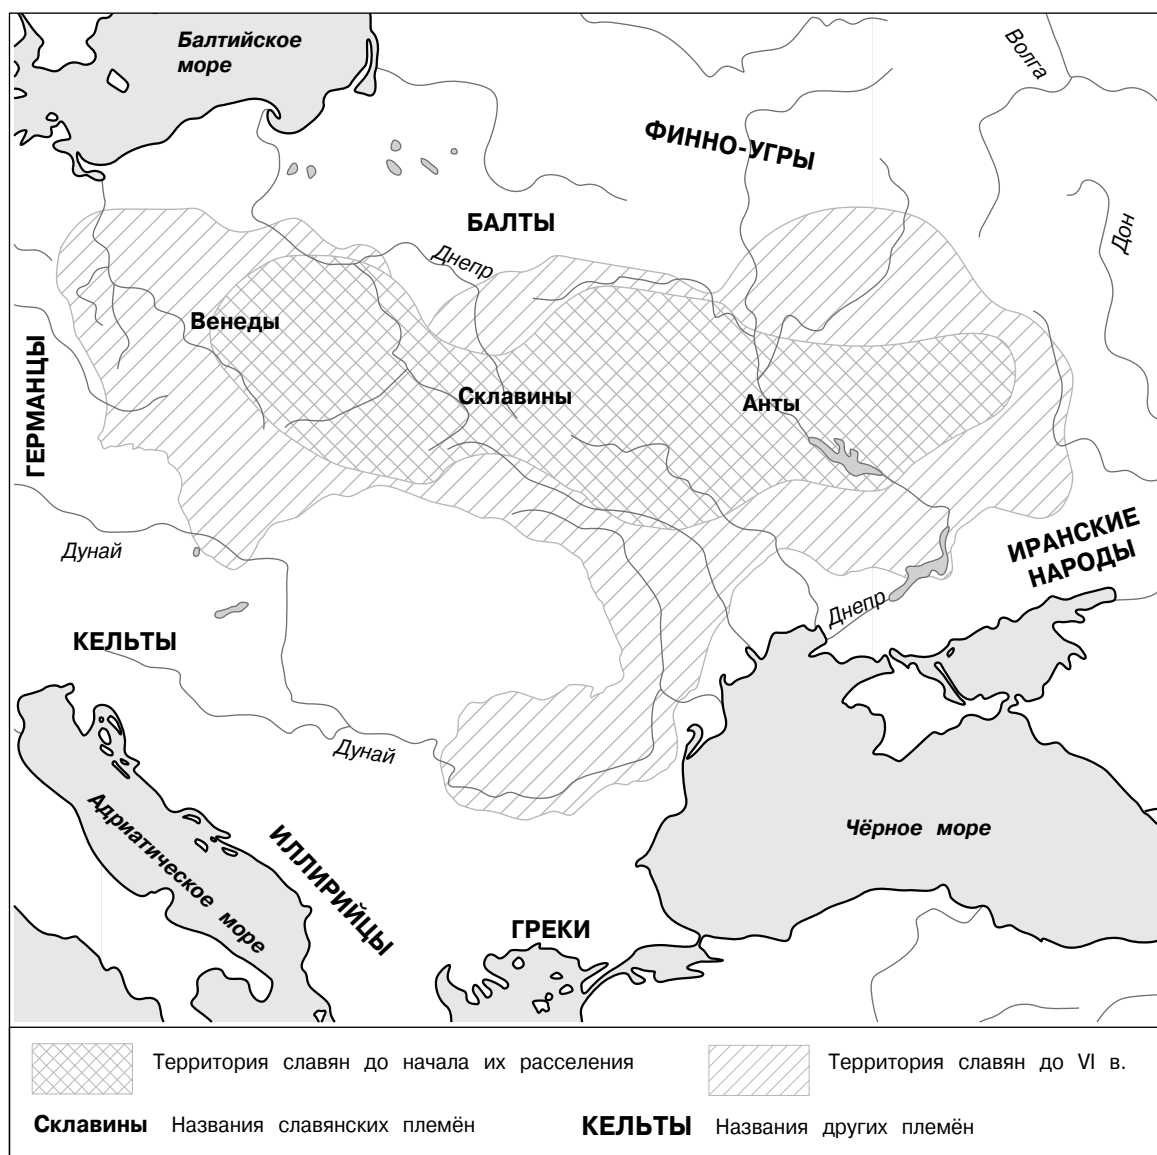 Балтийское
море
Волга
ФИННО-УГРЫ
БАЛТЫ
Дон
Днепр
Венеды
ГЕРМАНЦЫ
Склавины
Анты
ИРАНСКИЕ
НАРОДЫ
Дунай
Днепр
КЕЛЬТЫ
Дунай
Адриатическое море
ИЛЛИРИЙЦЫ
Чёрное море
ГРЕКИ
Территория славян до начала их расселения
Территория славян до VI в.
Склавины Названия славянских племён
КЕЛЬТЫ Названия других племён